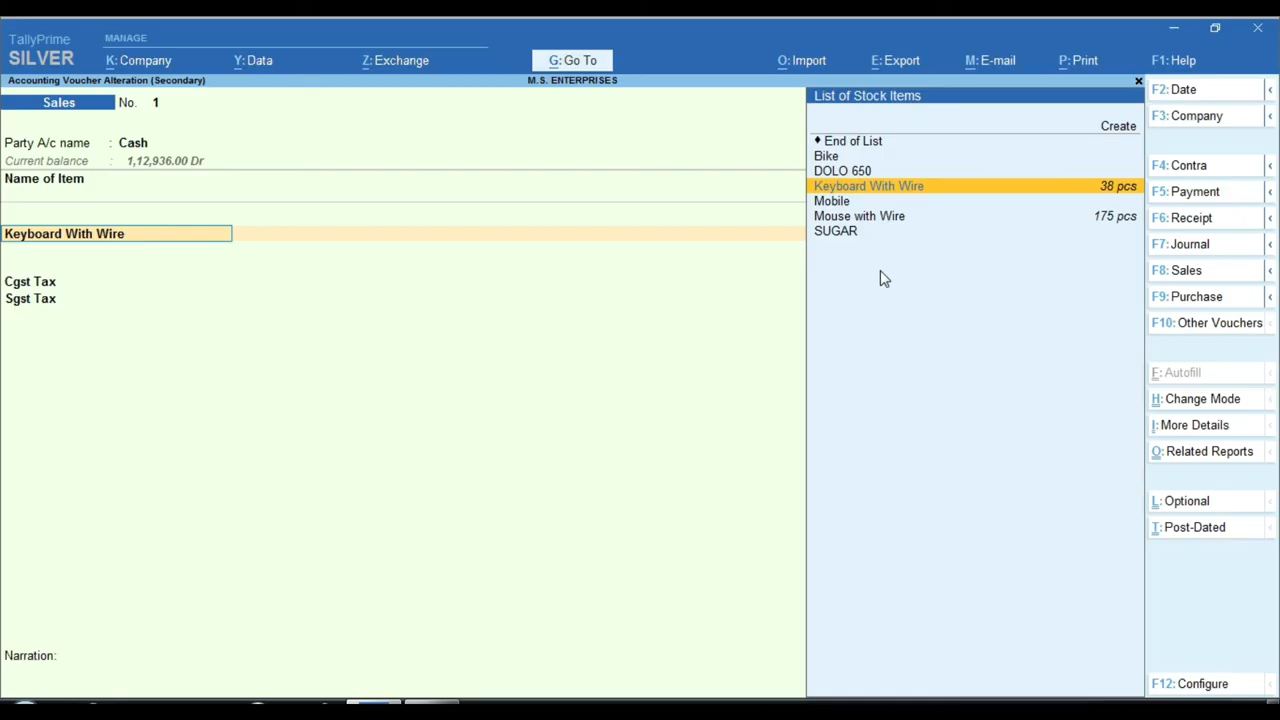 TallyPrime
SILVER
MANAGE
K: Company
Y: Data
Z: Exchange
G: Go To
O: Import
E: Export
M: E-mail
P: Print
F1: Help
Accounting Voucher Alteration (Secondary)
M.S. ENTERPRISES
Sales No. 1
Party A/c name : Cash
Current balance : 1,12,936.00 Dr
Name of Item
Keyboard With Wire
Cgst Tax
Sgst Tax
Narration:
List of Stock Items
Create
♦ End of List
Bike
DOLO 650
Keyboard With Wire 38 pcs
Mobile
Mouse with Wire 175 pcs
SUGAR
F2: Date
F3: Company
F4: Contra
F5: Payment
F6: Receipt
F7: Journal
F8: Sales
F9: Purchase
F10: Other Vouchers
E: Autofill
H: Change Mode
I: More Details
O: Related Reports
L: Optional
T: Post-Dated
F12: Configure